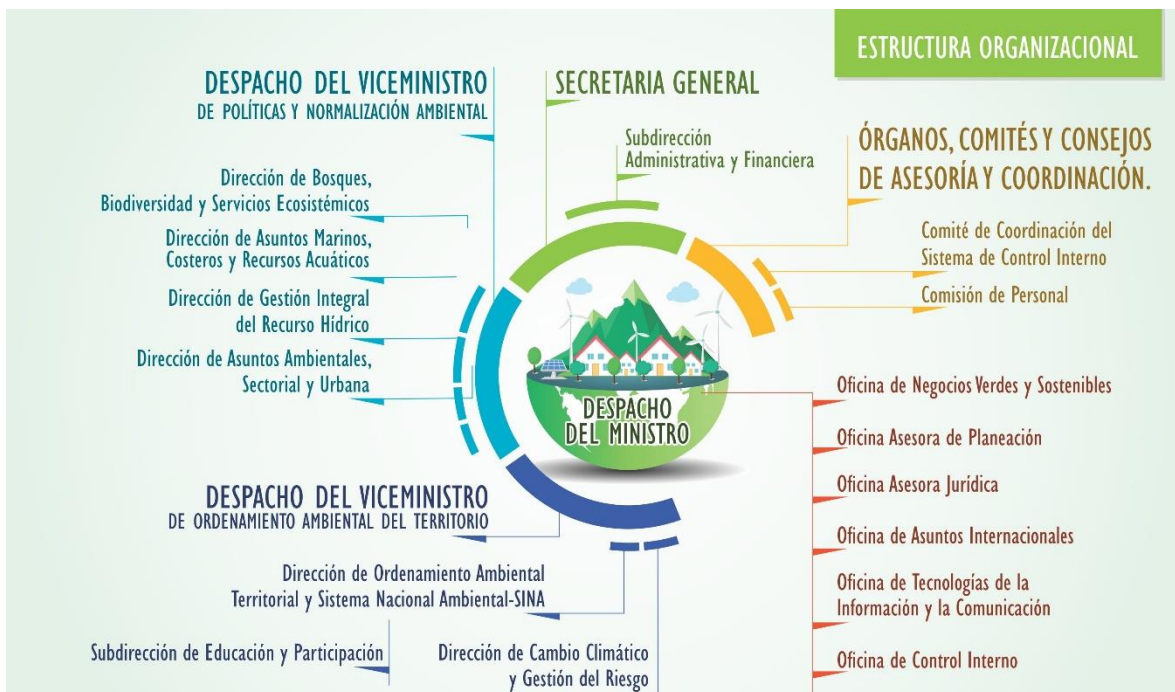 ESTRUCTURA ORGANIZACIONAL
DESPACHO DEL VICEMINISTRO
DE POLÍTICAS Y NORMALIZACIÓN AMBIENTAL
Dirección de Bosques,
Biodiversidad y Servicios Ecosistémicos
Dirección de Asuntos Marinos,
Costeros y Recursos Acuáticos
Dirección de Gestión Integral
del Recurso Hídrico
Dirección de Asuntos Ambientales,
Sectorial y Urbana
SECRETARIA GENERAL
Subdirección
Administrativa y Financiera
ÓRGANOS, COMITÉS Y CONSEJOS
DE ASESORÍA Y COORDINACIÓN.
Comité de Coordinación del
Sistema de Control Interno
Comisión de Personal
DESPACHO
DEL MINISTRO
Oficina de Negocios Verdes y Sostenibles
Oficina Asesora de Planeación
Oficina Asesora Jurídica
Oficina de Asuntos Internacionales
Oficina de Tecnologías de la
Información y la Comunicación
Oficina de Control Interno
DESPACHO DEL VICEMINISTRO
DE ORDENAMIENTO AMBIENTAL DEL TERRITORIO
Dirección de Ordenamiento Ambiental
Territorial y Sistema Nacional Ambiental-SINA
Subdirección de Educación y Participación
Dirección de Cambio Climático
y Gestión del Riesgo